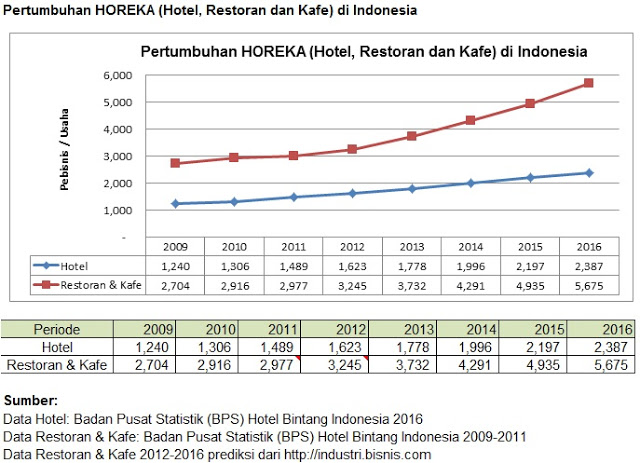 Pertumbuhan HOREKA (Hotel, Restoran dan Kafe) di Indonesia
Pertumbuhan HOREKA (Hotel, Restoran dan Kafe) di Indonesia
Pebisnis / Usaha
6,000
5,000
4,000
3,000
2,000
1,000
-
2009 2010 2011 2012 2013 2014 2015 2016
Hotel 1,240 1,306 1,489 1,623 1,778 1,996 2,197 2,387
Restoran & Kafe 2,704 2,916 2,977 3,245 3,732 4,291 4,935 5,675
Periode 2009 2010 2011 2012 2013 2014 2015 2016
Hotel 1,240 1,306 1,489 1,623 1,778 1,996 2,197 2,387
Restoran & Kafe 2,704 2,916 2,977 3,245 3,732 4,291 4,935 5,675
Sumber:
Data Hotel: Badan Pusat Statistik (BPS) Hotel Bintang Indonesia 2016
Data Restoran & Kafe: Badan Pusat Statistik (BPS) Hotel Bintang Indonesia 2009-2011
Data Restoran & Kafe 2012-2016 prediksi dari http://industri.bisnis.com